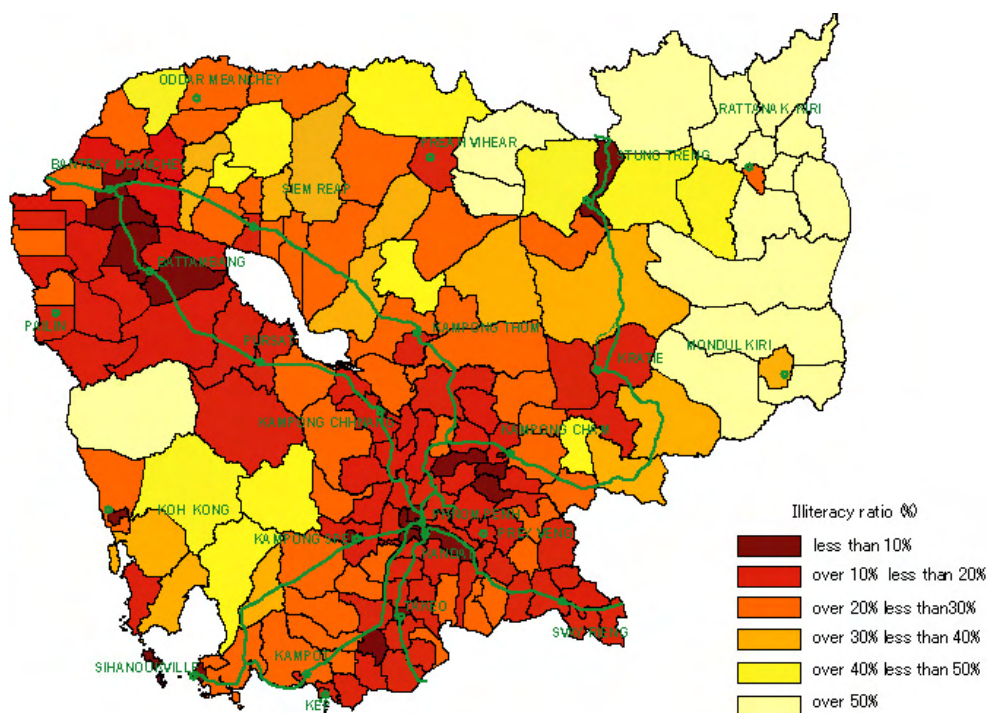 ODDAR MEANCHEY
RATTANAK KIRI
PREAH VIHEAR
STUNG TRENG
BANTEAY MEANCHEY
SIEM REAP
BATTAMBANG
PAILIN
KAMPONG THOM
MONDUL KIRI
PURSAT
KRATIE
KAMPONG CHHNANG
KAMPONG CHAM
KOH KONG
PHNOM PENH
KAMPONG SPEU
PREY VENG
KANDAL
TAKEO
SVAY RIENG
SIHANOUKVILLE
KAMPOT
KEP
Illiteracy ratio (%)
less than 10%
over 10% less than 20%
over 20% less than30%
over 30% less than 40%
over 40% less than 50%
over 50%